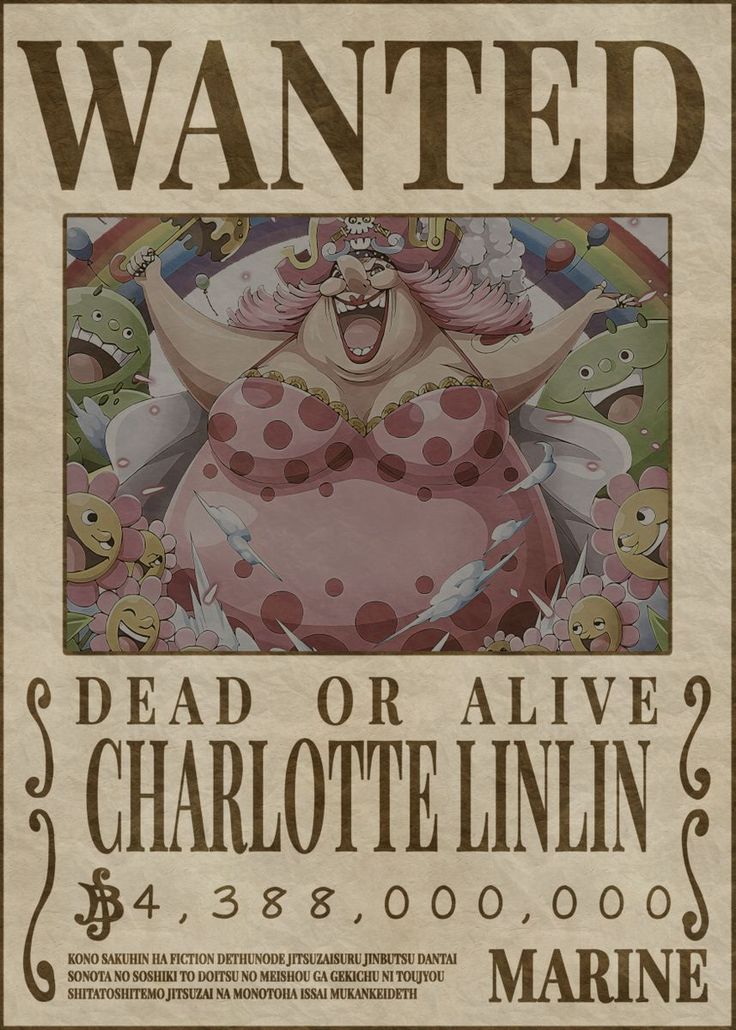 WANTED
DEAD OR ALIVE
CHARLOTTE LINLIN
฿4,388,000,000
KONO SAKUHIN HA FICTION DETHUNODE JITSUZAISURU JINBUTSU DANTAI
SONOTA NO SOSHIKI TO DOITSU NO MEISHOU GA GEKICHU NI TOUJYOU
SHITATOSHITEMO JITSUZAI NA MONOTOHA ISSAI MUKANKEIDETH
MARINE